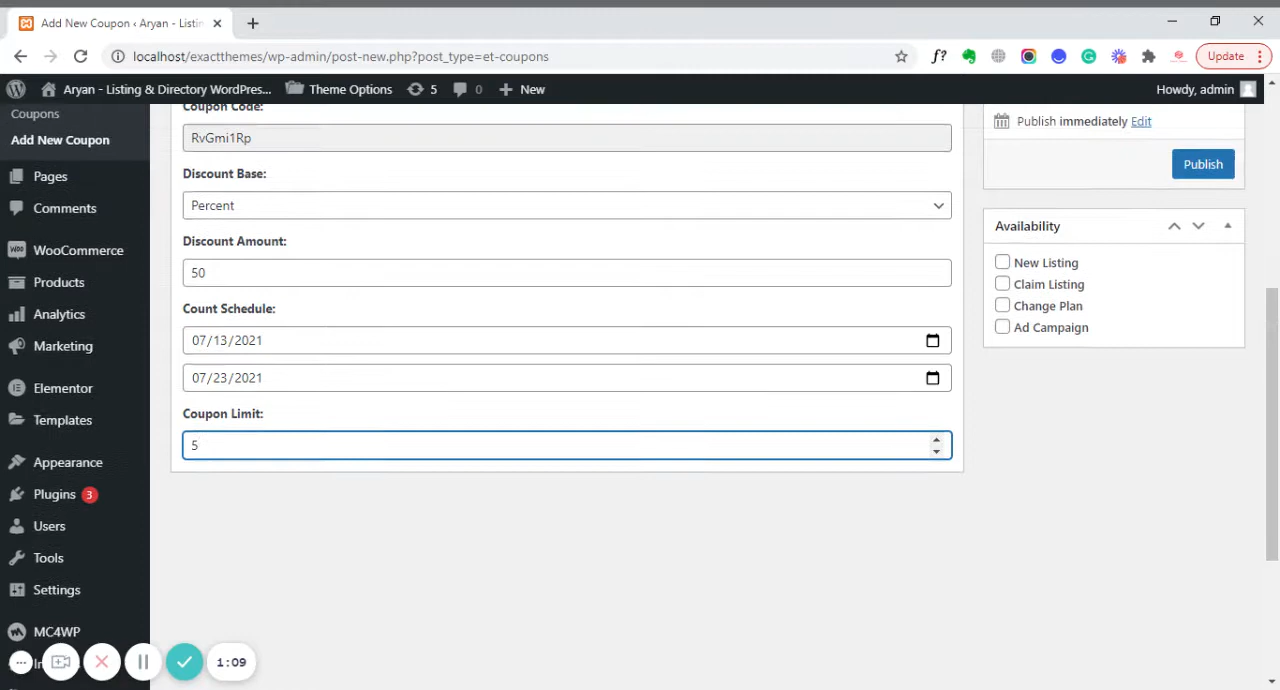 Add New Coupon ‹ Aryan - Listin
localhost/exactthemes/wp-admin/post-new.php?post_type=et-coupons
f?
Update
Aryan - Listing & Directory WordPres...
Theme Options
5
0
New
Howdy, admin
Coupons
Add New Coupon
Pages
Comments
WooCommerce
Products
Analytics
Marketing
Elementor
Templates
Appearance
Plugins 3
Users
Tools
Settings
MC4WP
Coupon Code:
RvGmi1Rp
Discount Base:
Percent
Discount Amount:
50
Count Schedule:
07/13/2021
07/23/2021
Coupon Limit:
5
Publish immediately Edit
Publish
Availability
New Listing
Claim Listing
Change Plan
Ad Campaign
1:09